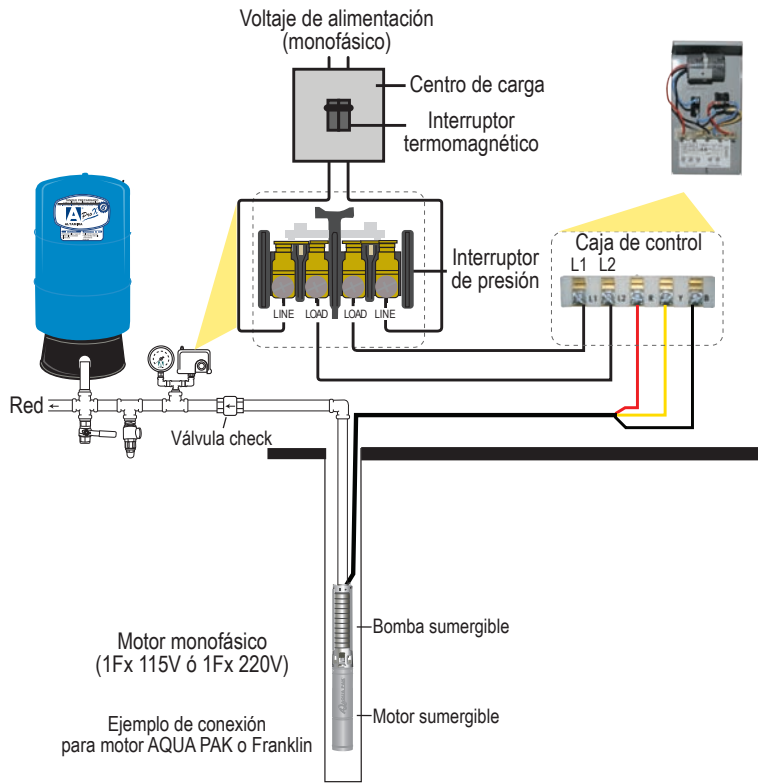 Voltaje de alimentación
(monofásico)
Centro de carga
Interruptor
termomagnético
A
Pro X
Interruptor
de presión
Caja de control
L1 L2
L1 L2 R Y B
LINE LOAD LOAD LINE
Red
Válvula check
Motor monofásico
(1Fx 115V ó 1Fx 220V)
Bomba sumergible
Ejemplo de conexión
para motor AQUA PAK o Franklin
Motor sumergible